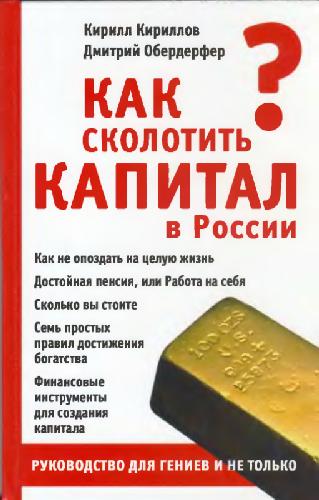 Кирилл Кириллов
Дмитрий Обердерфер
КАК
СКОЛОТИТЬ
КАПИТАЛ
?
в России
Как не опоздать на целую жизнь
Достойная пенсия, или Работа на себя
Сколько вы стоите
Семь простых
правил достижения
богатства
Финансовые
инструменты
для создания
капитала
РУКОВОДСТВО ДЛЯ ГЕНИЕВ И НЕ ТОЛЬКО